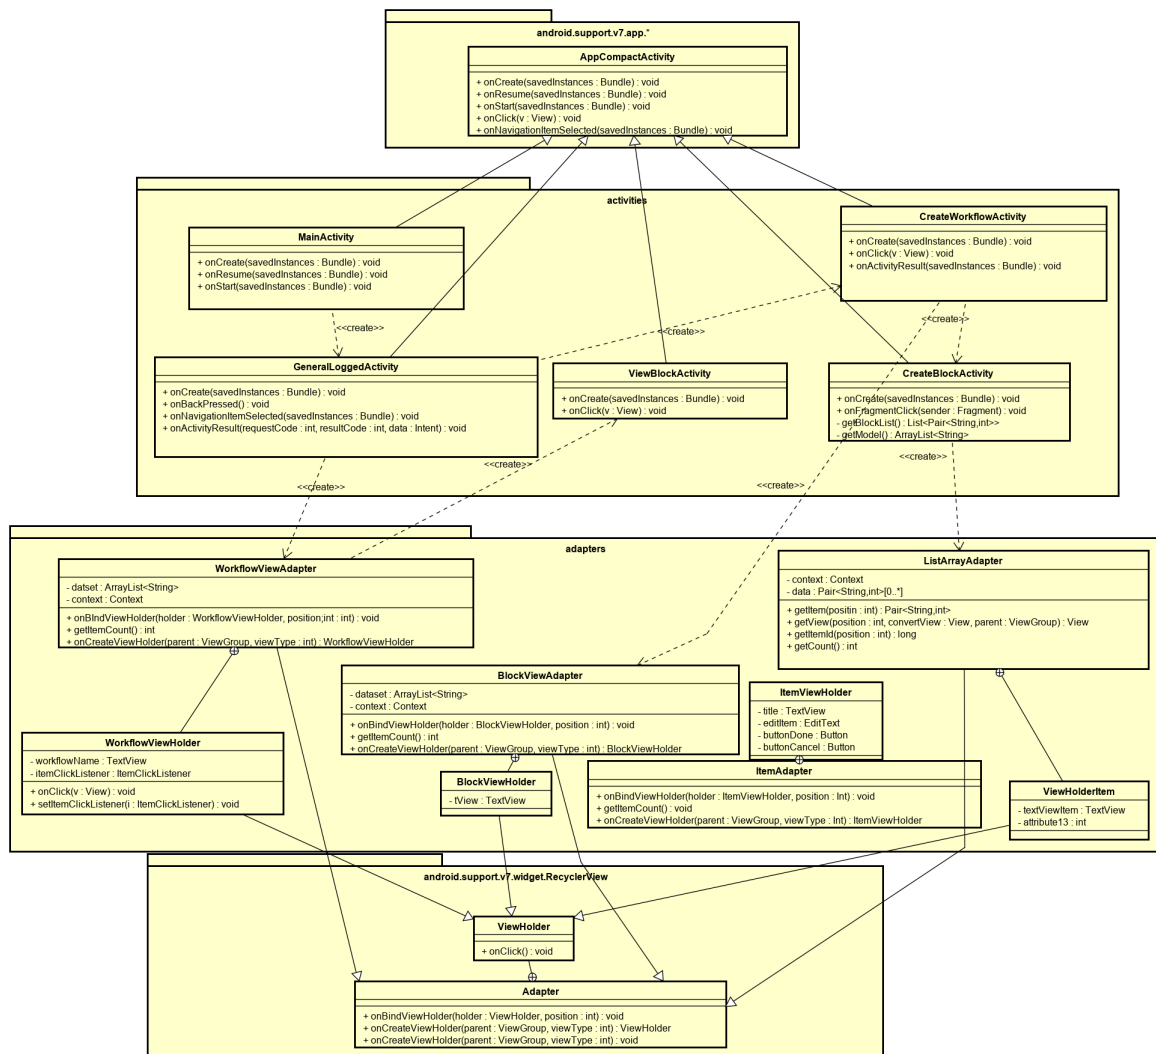 android.support.v7.app.*
AppCompactActivity
+ onCreate(savedInstances : Bundle) : void
+ onResume(savedInstances : Bundle) : void
+ onStart(savedInstances : Bundle) : void
+ onClick(v : View) : void
+ onNavigationItemSelected(savedInstances : Bundle) : void
activities
MainActivity
+ onCreate(savedInstances : Bundle) : void
+ onResume(savedInstances : Bundle) : void
+ onStart(savedInstances : Bundle) : void
CreateWorkflowActivity
+ onCreate(savedInstances : Bundle) : void
+ onClick(v : View) : void
+ onActivityResult(savedInstances : Bundle) : void
<<create>>
<<create>>
<<create>>
GeneralLoggedActivity
+ onCreate(savedInstances : Bundle) : void
+ onBackPressed() : void
+ onNavigationItemSelected(savedInstances : Bundle) : void
+ onActivityResult(requestCode : int, resultCode : int, data : Intent) : void
ViewBlockActivity
+ onCreate(savedInstances : Bundle) : void
+ onClick(v : View) : void
CreateBlockActivity
+ onCreate(savedInstances : Bundle) : void
+ onFragmentClick(sender : Fragment) : void
- getBlockList() : List<Pair<String,int>>
- getModel() : ArrayList<String>
<<create>>
<<create>>
<<create>>
<<create>>
adapters
WorkflowViewAdapter
- datset : ArrayList<String>
- context : Context
+ onBIndViewHolder(holder : WorkflowViewHolder, position;int : int) : void
+ getItemCount() : int
+ onCreateViewHolder(parent : ViewGroup, viewType : int) : WorkflowViewHolder
ListArrayAdapter
- context : Context
- data : Pair<String,int>[0..*]
+ getItem(positin : int) : Pair<String,int>
+ getView(position : int, convertView : View, parent : ViewGroup) : View
+ getItemId(position : int) : long
+ getCount() : int
BlockViewAdapter
- dataset : ArrayList<String>
- context : Context
+ onBindViewHolder(holder : BlockViewHolder, position : int) : void
+ getItemCount() : int
+ onCreateViewHolder(parent : ViewGroup, viewType : int) : BlockViewHolder
ItemViewHolder
- title : TextView
- editItem : EditText
- buttonDone : Button
- buttonCancel : Button
WorkflowViewHolder
- workflowName : TextView
- itemClickListener : ItemClickListener
+ onClick(v : View) : void
+ setItemClickListener(i : ItemClickListener) : void
BlockViewHolder
- tView : TextView
ItemAdapter
+ onBindViewHolder(holder : ItemViewHolder, position : Int) : void
+ getItemCount() : void
+ onCreateViewHolder(parent : ViewGroup, viewType : Int) : ItemViewHolder
ViewHolderItem
- textViewItem : TextView
- attribute13 : int
android.support.v7.widget.RecyclerView
ViewHolder
+ onClick() : void
Adapter
+ onBindViewHolder(holder : ViewHolder, position : int) : void
+ onCreateViewHolder(parent : ViewGroup, viewType : int) : ViewHolder
+ onCreateViewHolder(parent : ViewGroup, viewType : int) : void